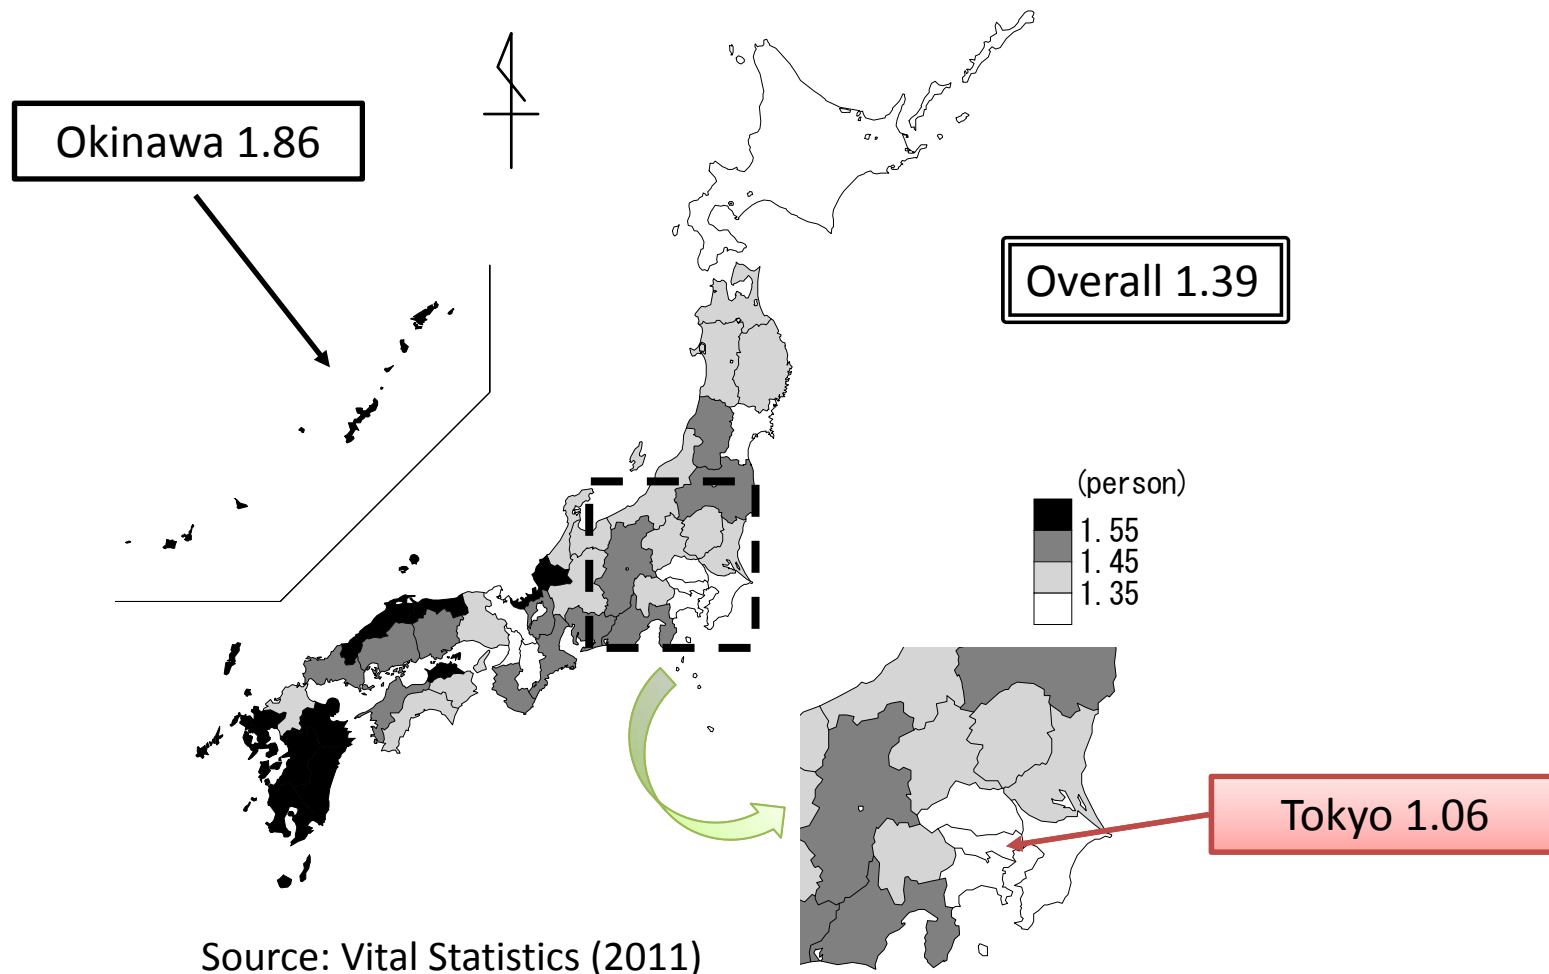 Okinawa 1.86
Overall 1.39
(person)
1.55
1.45
1.35
Tokyo 1.06
Source: Vital Statistics (2011)